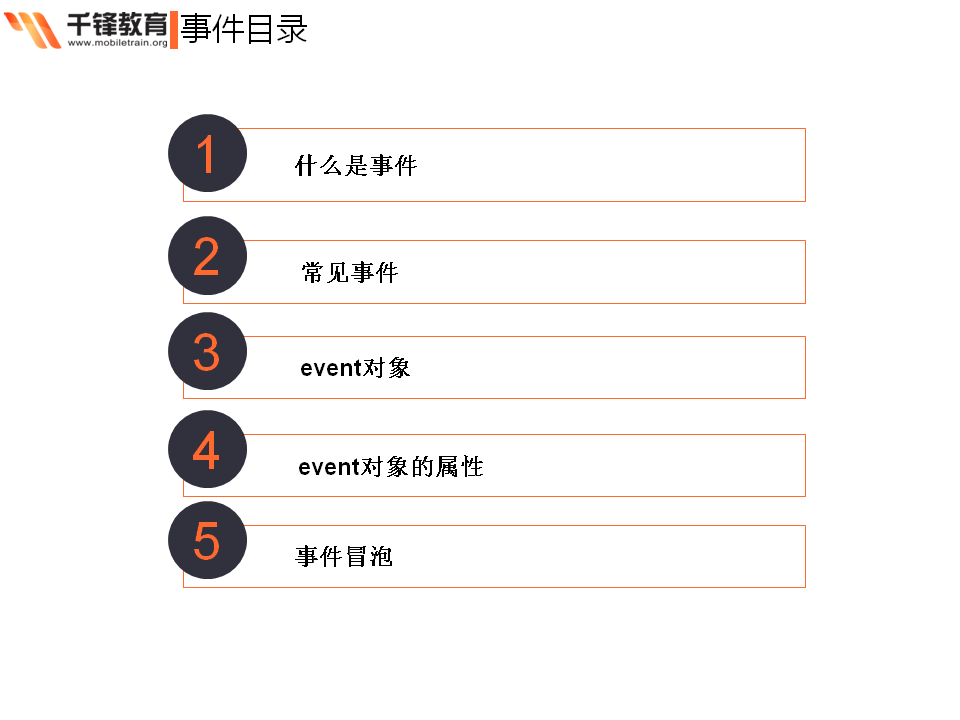 千锋教育 事件目录
www.mobiletrain.org
1 什么是事件
2 常见事件
3 event对象
4 event对象的属性
5 事件冒泡